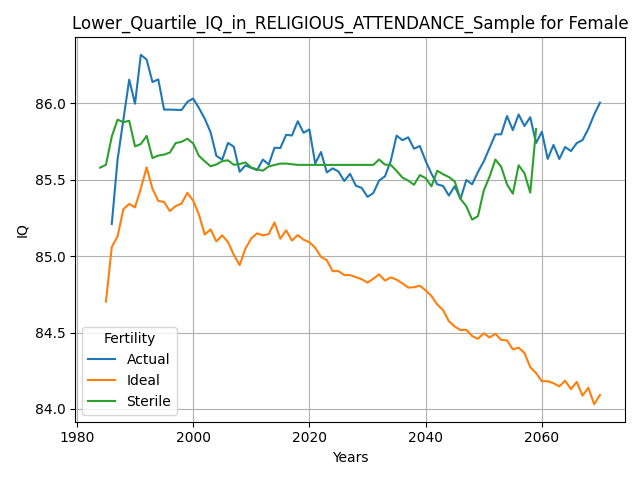 Lower_Quartile_IQ_in_RELIGIOUS_ATTENDANCE_Sample for Female
IQ
86.0
85.5
85.0
84.5
84.0
Fertility
Actual
Ideal
Sterile
1980
2000
2020
2040
2060
Years